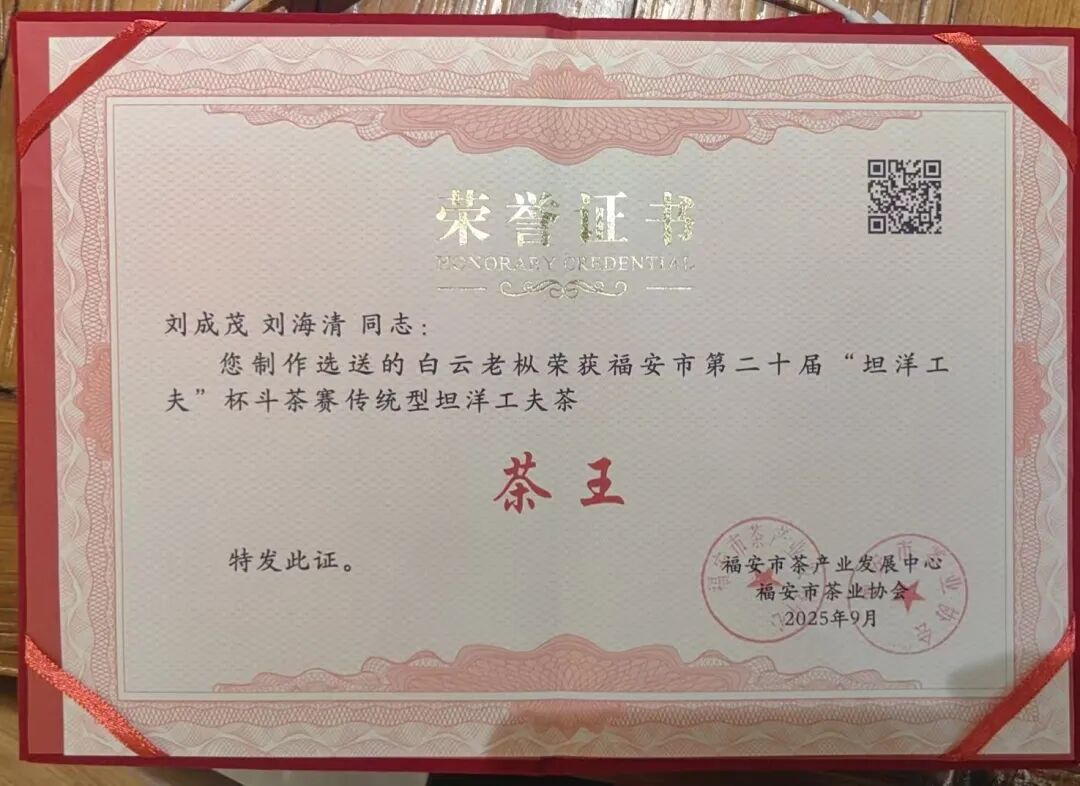 荣誉证书
HONORARY CREDENTIAL
刘成茂 刘海清 同志：
您制作选送的白云老枞荣获福安市第二十届“坦洋工
夫”杯斗茶赛传统型坦洋工夫茶
茶王
特发此证。
福安市茶产业发展中心
福安市茶业协会
2025年9月